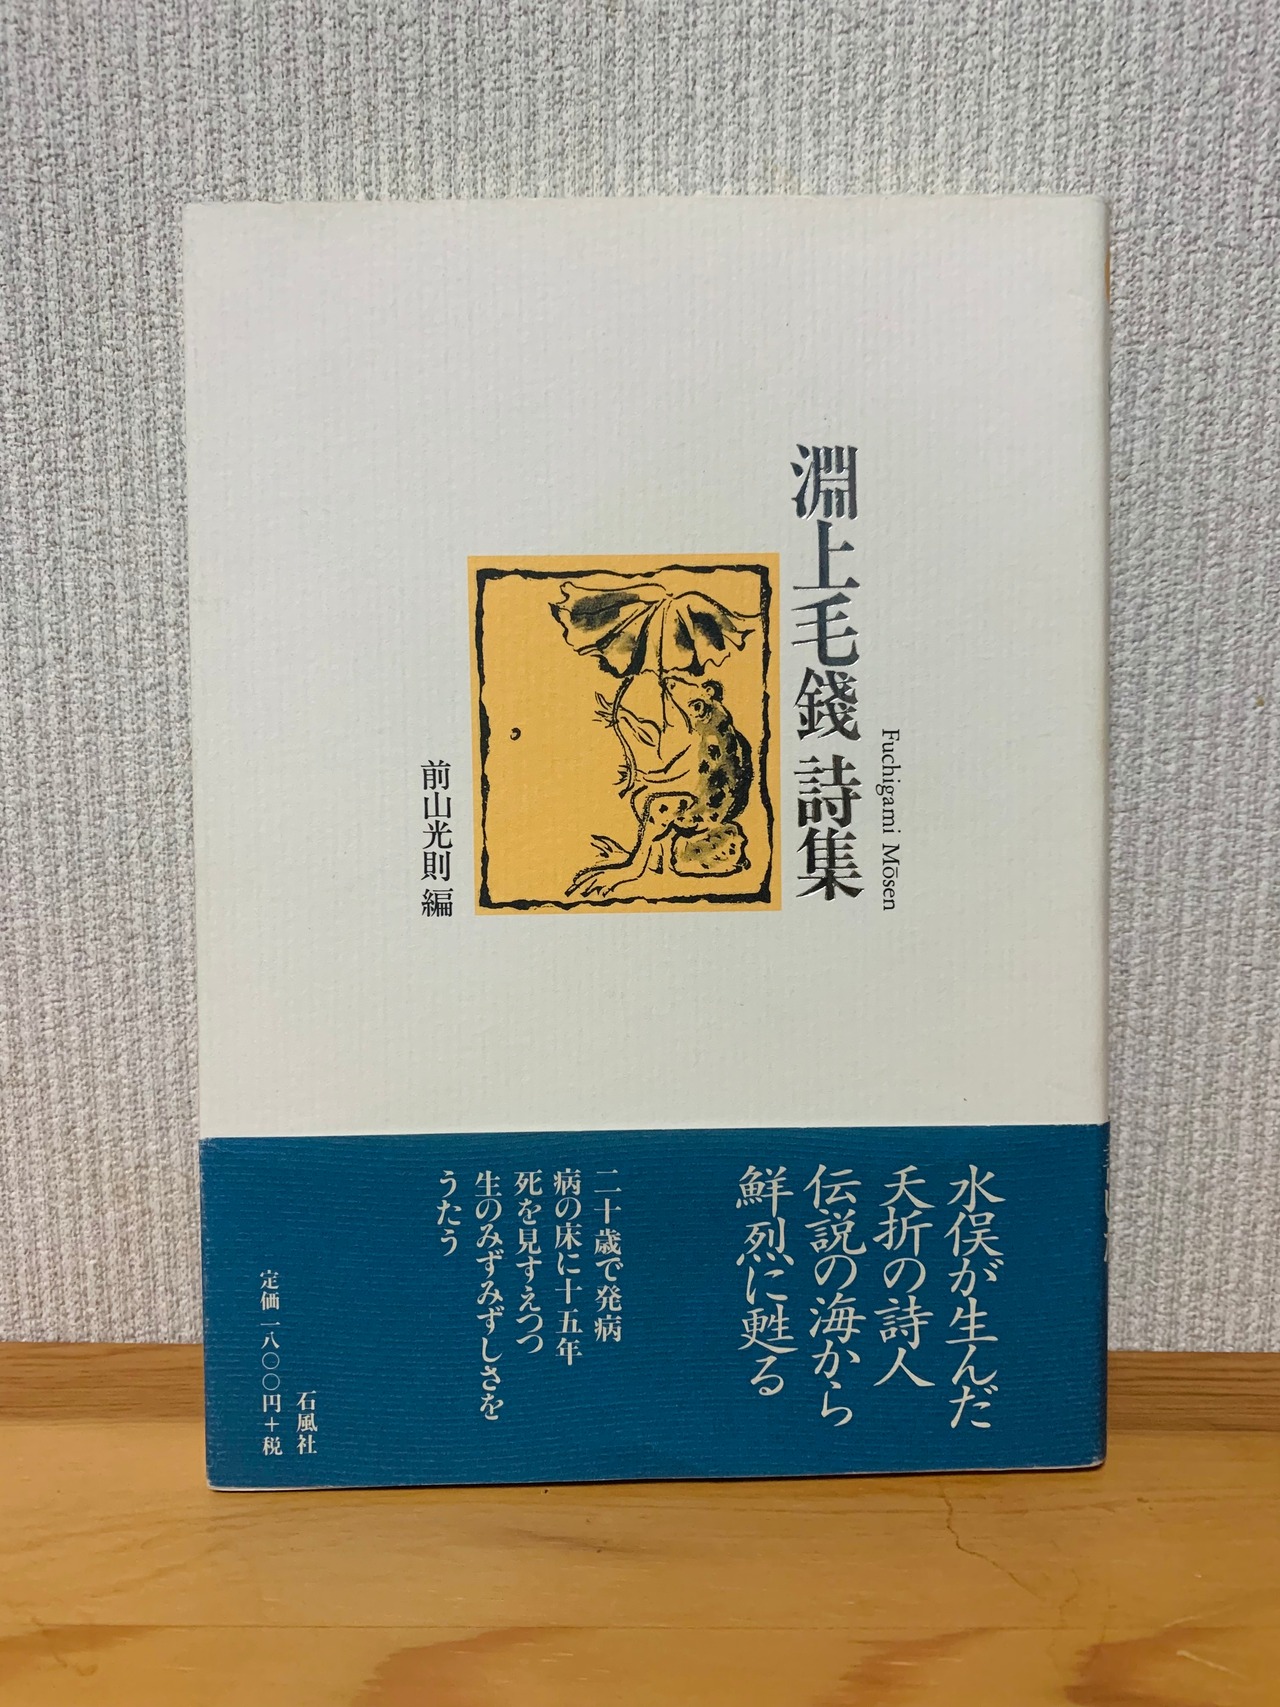 淵上毛錢 詩集
Fuchigami Mōsen
前山光則 編
水俣が生んだ
夭折の詩人
伝説の海から
鮮烈に甦る
二十歳で発病
病の床に十五年
死を見すえつつ
生のみずみずしさを
うたう
石風社
定価 一八〇〇円+税